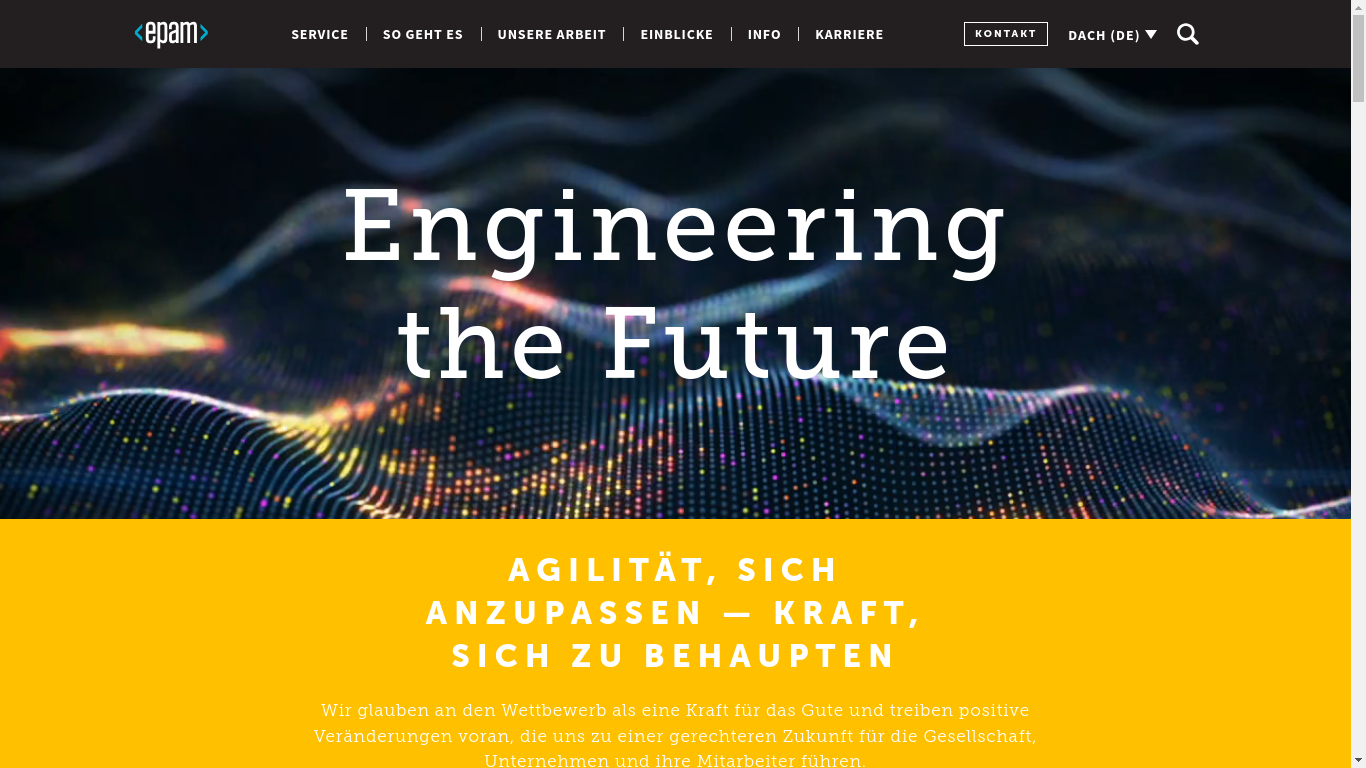 <epam>
SERVICE
SO GEHT ES
UNSERE ARBEIT
EINBLICKE
INFO
KARRIERE
KONTAKT
DACH (DE)
Engineering
the Future
AGILITÄT, SICH
ANZUPASSEN — KRAFT,
SICH ZU BEHAUPTEN
Wir glauben an den Wettbewerb als eine Kraft für das Gute und treiben positive
Veränderungen voran, die uns zu einer gerechteren Zukunft für die Gesellschaft,
Unternehmen und ihre Mitarbeiter führen.